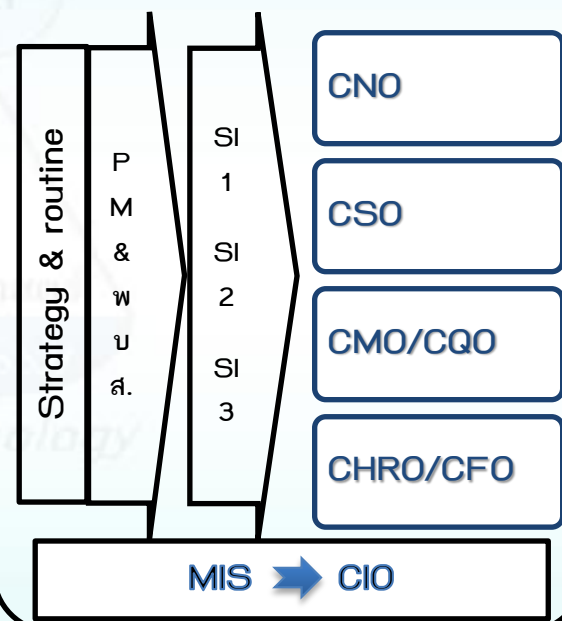 Strategy & routine
P
M
&
พ
บ
ส.
SI
1
SI
2
SI
3
CNO
CSO
CMO/CQO
CHRO/CFO
MIS CIO
ology